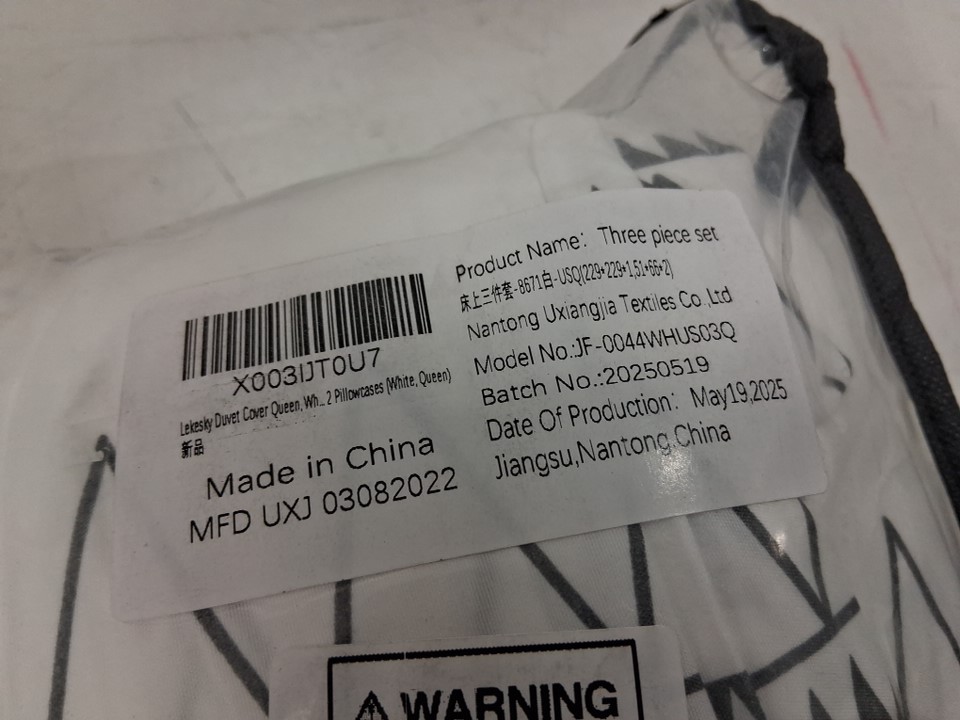 X003IJT0U7
Lekesky Duvet Cover Queen, Wh... 2 Pillowcases (White, Queen)
新品
Made in China
MFD UXJ 03082022
Product Name：Three piece set
床上三件套-8671白-USQ(229*229*1,51*66*2)
Nantong Uxiangjia Textiles Co.,Ltd
Model No.:JF-0044WHUS03Q
Batch No.:20250519
Date Of Production：May19,2025
Jiangsu,Nantong,China
⚠WARNING